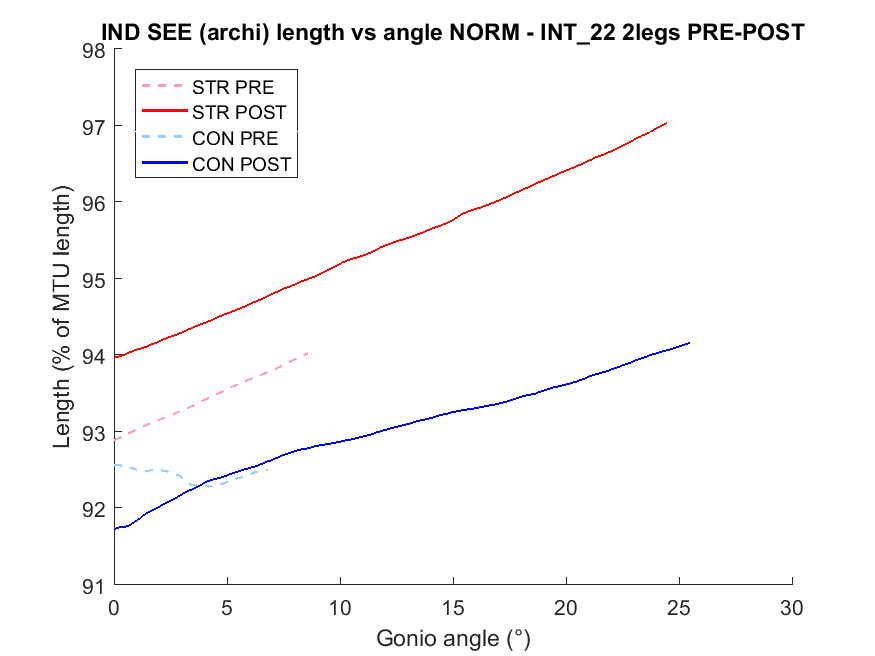 IND SEE (archi) length vs angle NORM - INT_22 2legs PRE-POST
98
97
96
95
94
93
92
91
Length (% of MTU length)
STR PRE
STR POST
CON PRE
CON POST
0 5 10 15 20 25 30
Gonio angle (°)